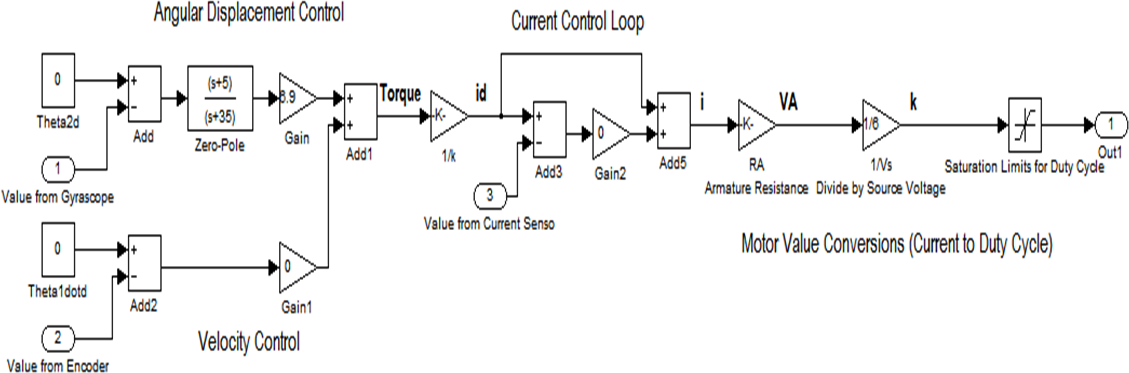 Angular Displacement Control
Current Control Loop
0
Theta2d
+
−
Add
(s+5)
(s+35)
Zero-Pole
8.9
Gain
+
+
Add1
Torque
-K-
1/k
id
+
−
Add3
0
Gain2
+
+
Add5
i
-K-
RA
Armature Resistance
VA
1/6
1/Vs
Divide by Source Voltage
k
Saturation Limits for Duty Cycle
1
Out1
1
Value from Gyrascope
3
Value from Current Senso
0
Theta1dotd
+
−
Add2
0
Gain1
2
Value from Encoder
Velocity Control
Motor Value Conversions (Current to Duty Cycle)